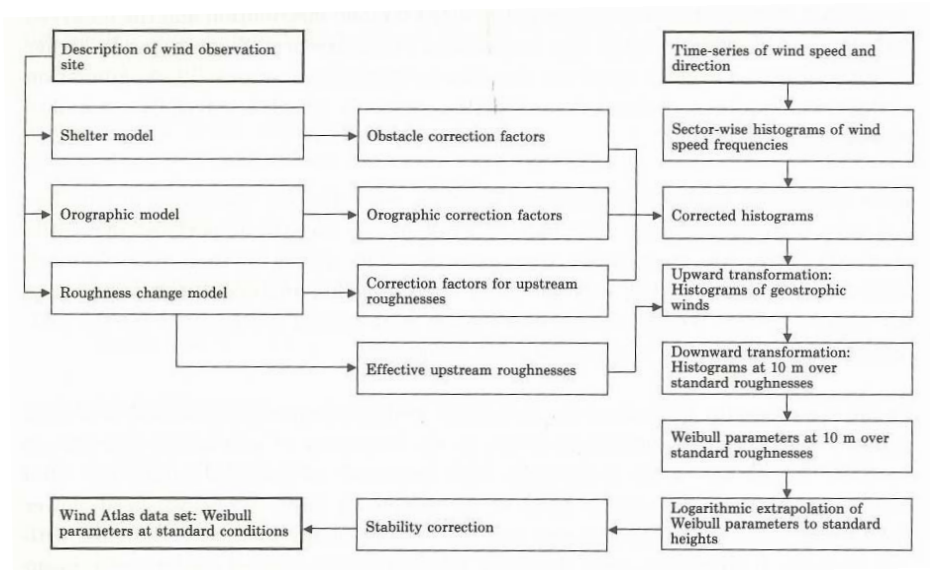 Description of wind observation
site
Time-series of wind speed and
direction
Shelter model
Obstacle correction factors
Sector-wise histograms of wind
speed frequencies
Orographic model
Orographic correction factors
Corrected histograms
Roughness change model
Correction factors for upstream
roughnesses
Upward transformation:
Histograms of geostrophic
winds
Effective upstream roughnesses
Downward transformation:
Histograms at 10 m over
standard roughnesses
Weibull parameters at 10 m over
standard roughnesses
Wind Atlas data set: Weibull
parameters at standard conditions
Stability correction
Logarithmic extrapolation of
Weibull parameters to standard
heights